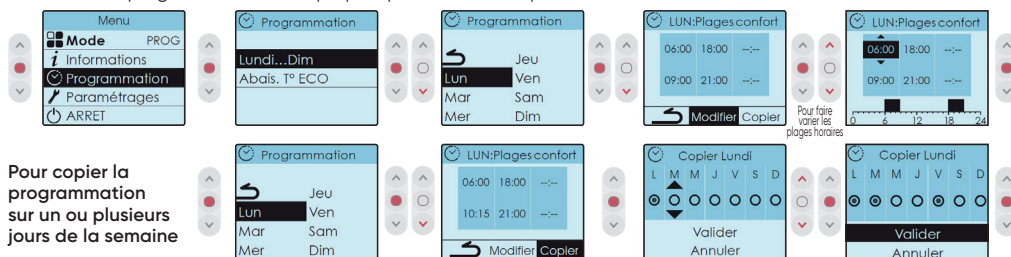 Menu
Mode PROG
i Informations
Programmation
Paramétrages
ARRET
Programmation
Lundi...Dim
Abais. T° ECO
Programmation
Jeu
Lun Ven
Mar Sam
Mer Dim
LUN:Plages confort
06:00 18:00 --:--
09:00 21:00 --:--
Modifier Copier
Pour faire
varier les
plages horaires
LUN:Plages confort
06:00 18:00 --:--
09:00 21:00 --:--
0 6 12 18 24
Pour copier la
programmation
sur un ou plusieurs
jours de la semaine
Programmation
Jeu
Lun Ven
Mar Sam
Mer Dim
LUN:Plages confort
06:00 18:00 --:--
10:15 21:00 --:--
Modifier Copier
Copier Lundi
L M M J V S D
Valider
Annuler
Copier Lundi
L M M J V S D
Valider
Annuler